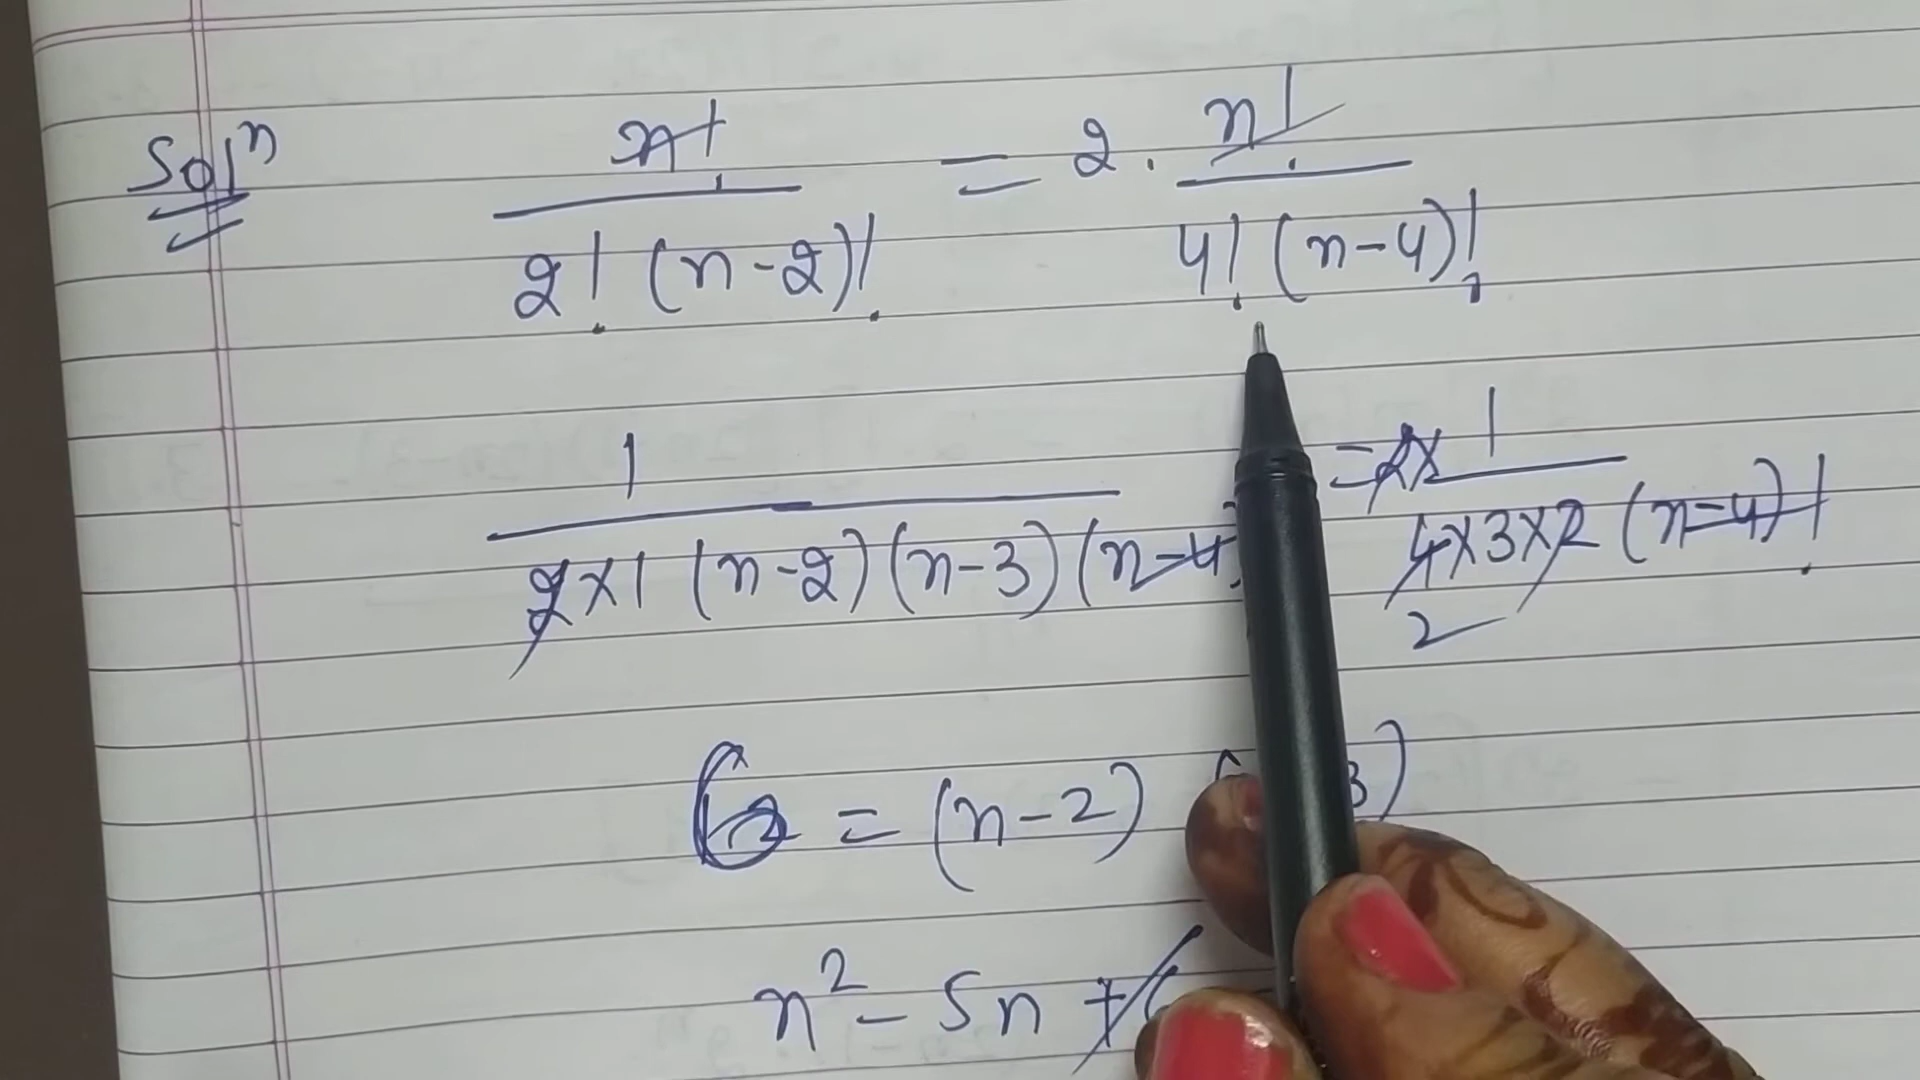 Solⁿ n!/2!(n-2)! = 2 · n!/4!(n-4)!
1/2×1(n-2)(n-3)(n-4) = 2× 1/4×3×2(n-4)!
2
6 = (n-2) 3)
n² - 5n +